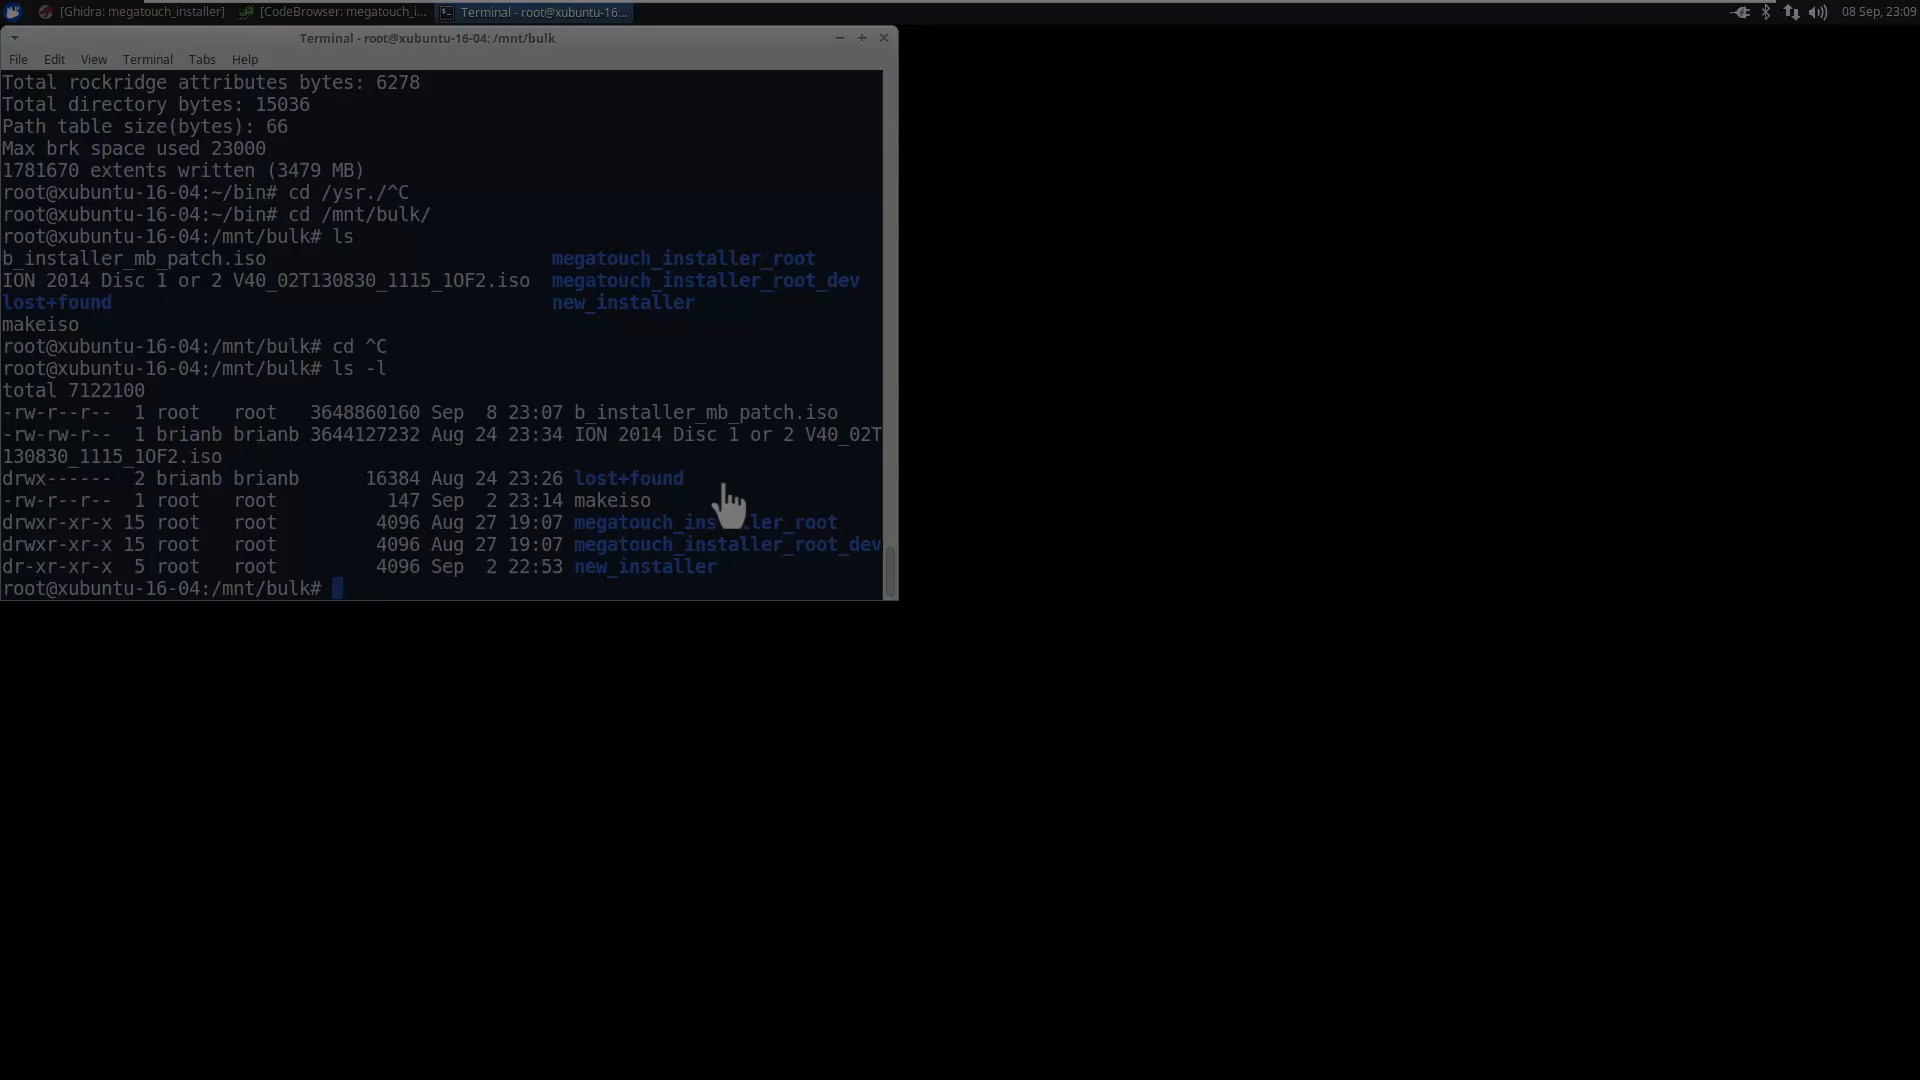 [Ghidra: megatouch_installer] [CodeBrowser: megatouch_i... Terminal - root@xubuntu-16... 08 Sep, 23:09
Terminal - root@xubuntu-16-04: /mnt/bulk
File Edit View Terminal Tabs Help
Total rockridge attributes bytes: 6278
Total directory bytes: 15036
Path table size(bytes): 66
Max brk space used 23000
1781670 extents written (3479 MB)
root@xubuntu-16-04:~/bin# cd /ysr./^C
root@xubuntu-16-04:~/bin# cd /mnt/bulk/
root@xubuntu-16-04:/mnt/bulk# ls
b_installer_mb_patch.iso megatouch_installer_root
ION 2014 Disc 1 or 2 V40_02T130830_1115_1OF2.iso megatouch_installer_root_dev
lost+found new_installer
makeiso
root@xubuntu-16-04:/mnt/bulk# cd ^C
root@xubuntu-16-04:/mnt/bulk# ls -l
total 7122100
-rw-r--r-- 1 root root 3648860160 Sep 8 23:07 b_installer_mb_patch.iso
-rw-rw-r-- 1 brianb brianb 3644127232 Aug 24 23:34 ION 2014 Disc 1 or 2 V40_02T
130830_1115_1OF2.iso
drwx------ 2 brianb brianb 16384 Aug 24 23:26 lost+found
-rw-r--r-- 1 root root 147 Sep 2 23:14 makeiso
drwxr-xr-x 15 root root 4096 Aug 27 19:07 megatouch_installer_root
drwxr-xr-x 15 root root 4096 Aug 27 19:07 megatouch_installer_root_dev
dr-xr-xr-x 5 root root 4096 Sep 2 22:53 new_installer
root@xubuntu-16-04:/mnt/bulk#